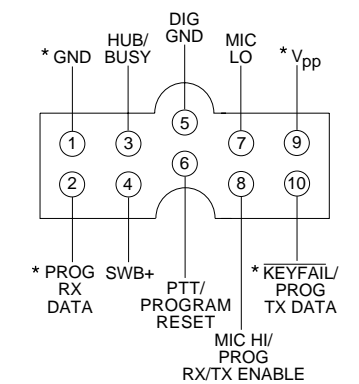 DIG
GND
HUB/
BUSY
MIC
LO
* GND
* Vpp
5
1
3
7
9
6
2
4
8
10
* PROG
RX
DATA
SWB+
PTT/
PROGRAM
RESET
* KEYFAIL/
PROG
TX DATA
MIC HI/
PROG
RX/TX ENABLE